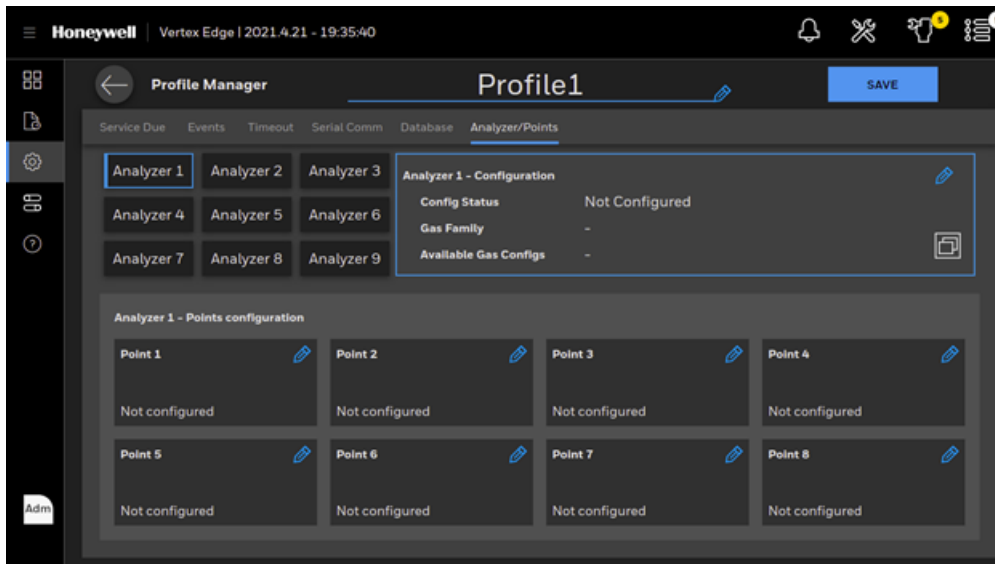 Honeywell Vertex Edge | 2021.4.21 - 19:35:40
5
Profile Manager
Profile1
SAVE
Service Due Events Timeout Serial Comm Database Analyzer/Points
Analyzer 1 Analyzer 2 Analyzer 3
Analyzer 4 Analyzer 5 Analyzer 6
Analyzer 7 Analyzer 8 Analyzer 9
Analyzer 1 - Configuration
Config Status Not Configured
Gas Family -
Available Gas Configs -
Analyzer 1 - Points configuration
Point 1 Point 2 Point 3 Point 4
Not configured Not configured Not configured Not configured
Point 5 Point 6 Point 7 Point 8
Not configured Not configured Not configured Not configured
Adm